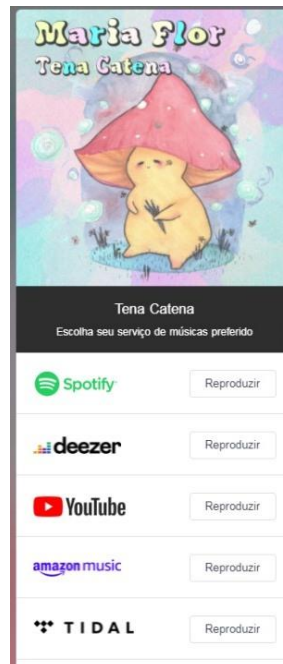 Maria Flor
Tena Catena
Tena Catena
Escolha seu serviço de músicas preferido
Spotify Reproduzir
deezer Reproduzir
YouTube Reproduzir
amazon music Reproduzir
TIDAL Reproduzir